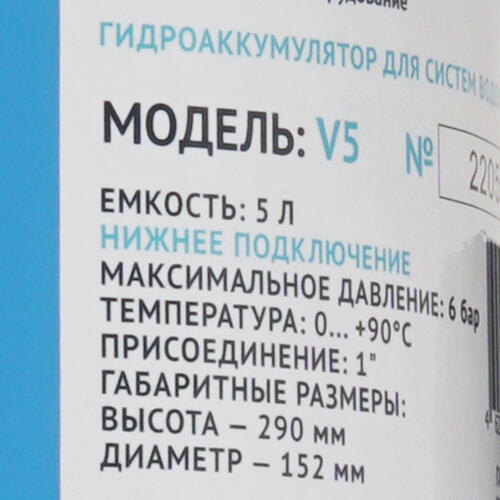 ГИДРОАККУМУЛЯТОР ДЛЯ СИСТЕМ
МОДЕЛЬ: V5 № 2205
ЕМКОСТЬ: 5 Л
НИЖНЕЕ ПОДКЛЮЧЕНИЕ
МАКСИМАЛЬНОЕ ДАВЛЕНИЕ: 6 бар
ТЕМПЕРАТУРА: 0... +90°С
ПРИСОЕДИНЕНИЕ: 1"
ГАБАРИТНЫЕ РАЗМЕРЫ:
ВЫСОТА — 290 мм
ДИАМЕТР — 152 мм